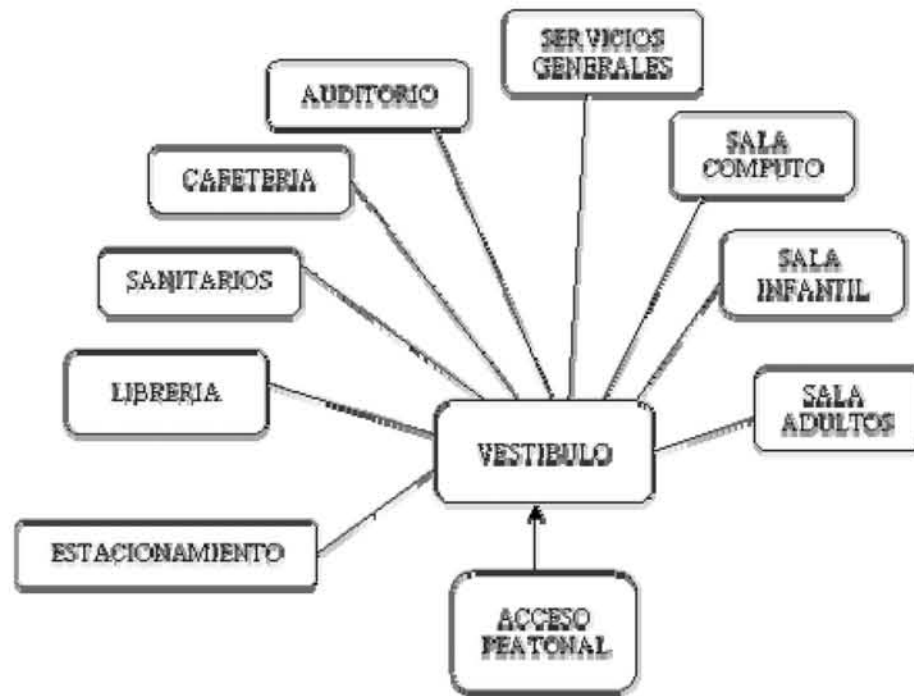 SERVICIOS
GENERALES
AUDITORIO
SALA
COMPUTO
CAFETERIA
SALA
INFANTIL
SANITARIOS
LIBRERIA
SALA
ADULTOS
VESTIBULO
ESTACIONAMIENTO
ACCESO
PEATONAL